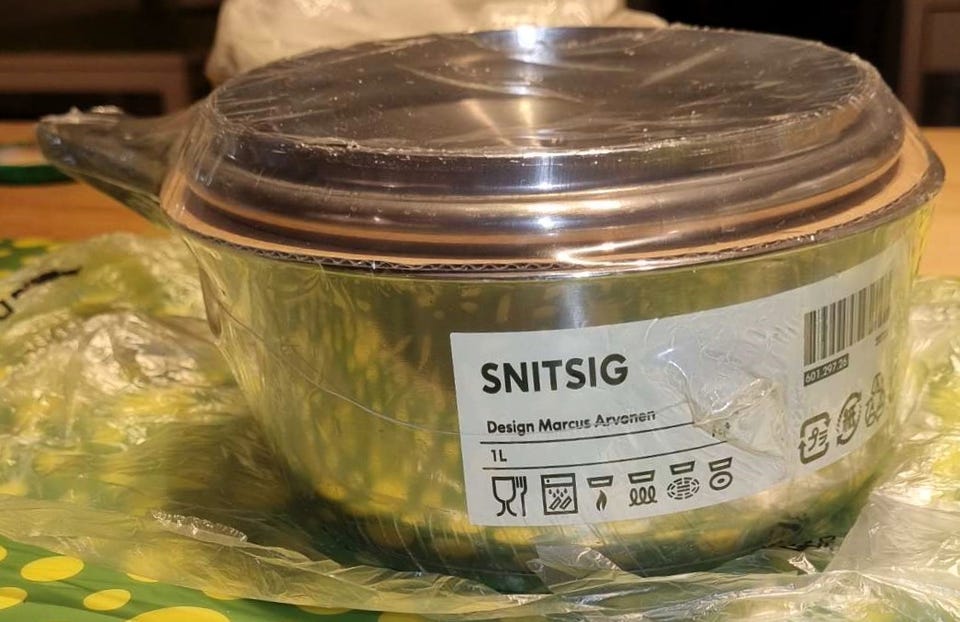 SNITSIG
Design Marcus Arvonen
1L
601.297.26